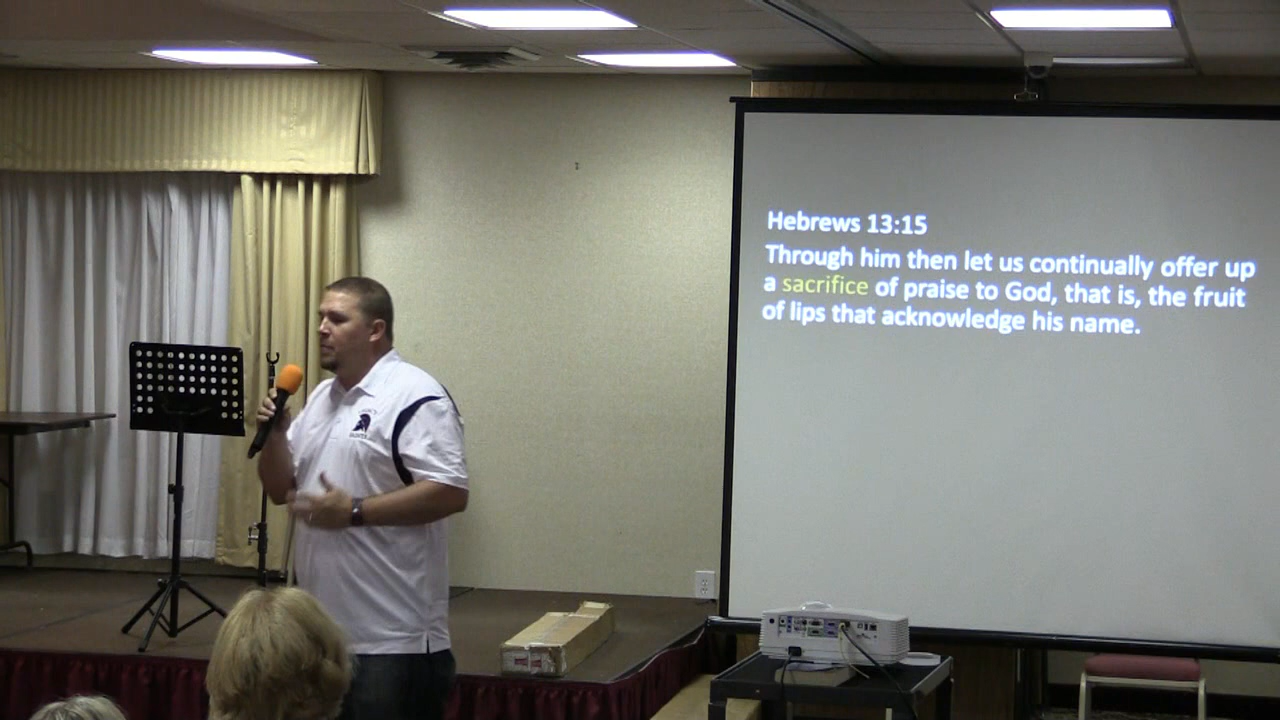 Hebrews 13:15
Through him then let us continually offer up
a sacrifice of praise to God, that is, the fruit
of lips that acknowledge his name.